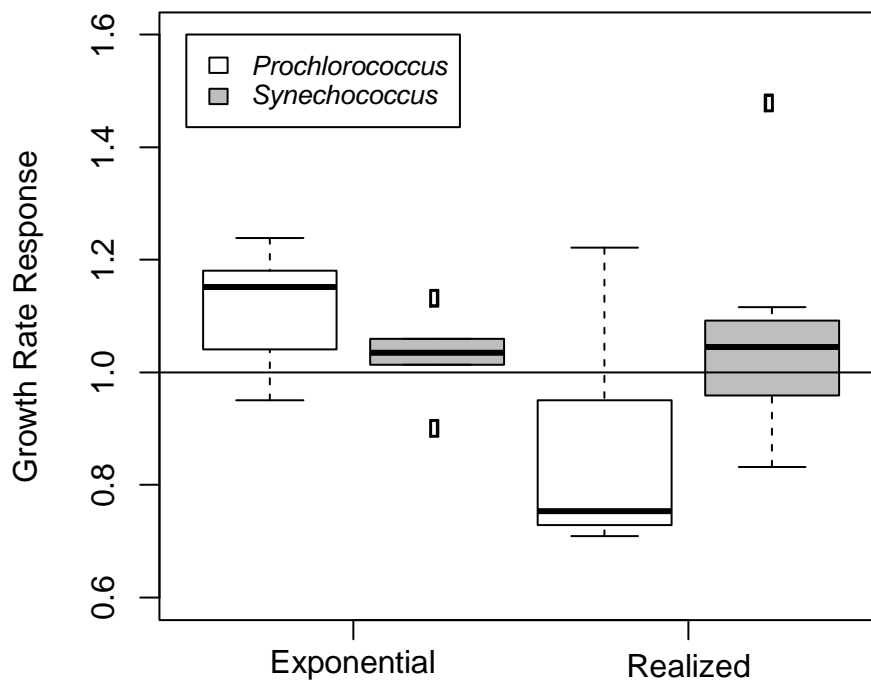 Prochlorococcus
Synechococcus
Growth Rate Response
1.6
1.4
1.2
1.0
0.8
0.6
Exponential
Realized